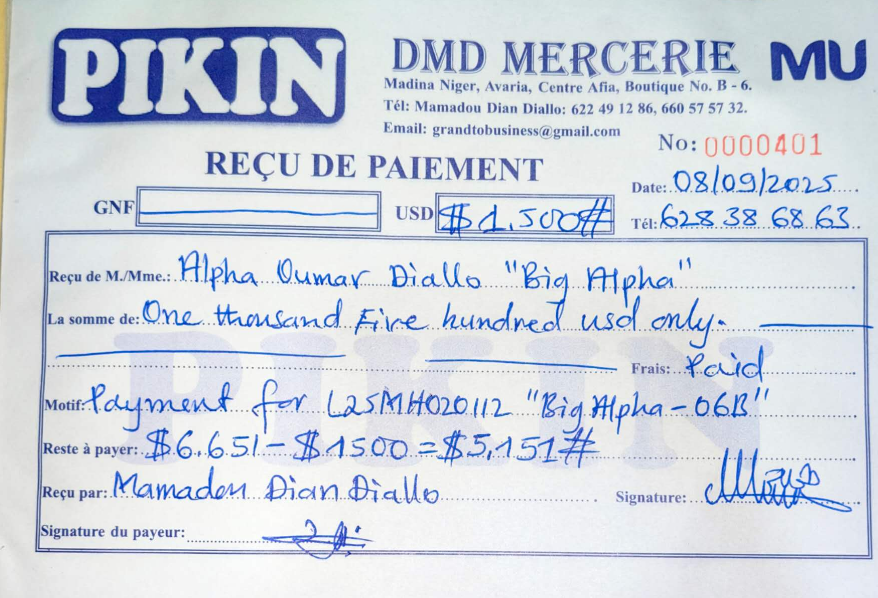 PIKIN
DMD MERCERIE
MU
Madina Niger, Avaria, Centre Afia, Boutique No. B - 6.
Tél: Mamadou Dian Diallo: 622 49 12 86, 660 57 57 32.
Email: grandtobusiness@gmail.com
No: 0000401
REÇU DE PAIEMENT
Date: 08/09/2025
GNF
USD $1.500#
Tél: 628 38 68 63
Reçu de M./Mme.: Alpha Oumar Diallo "Big Alpha"
La somme de: One thousand Five hundred usd only.
Frais: Paid
PIKIN
Motif: Payment for L25MH020112 "Big Alpha-06B"
Reste à payer: $6.651-$1500=$5,151#
Reçu par: Mamadou Dian Diallo
Signature:
Signature du payeur: